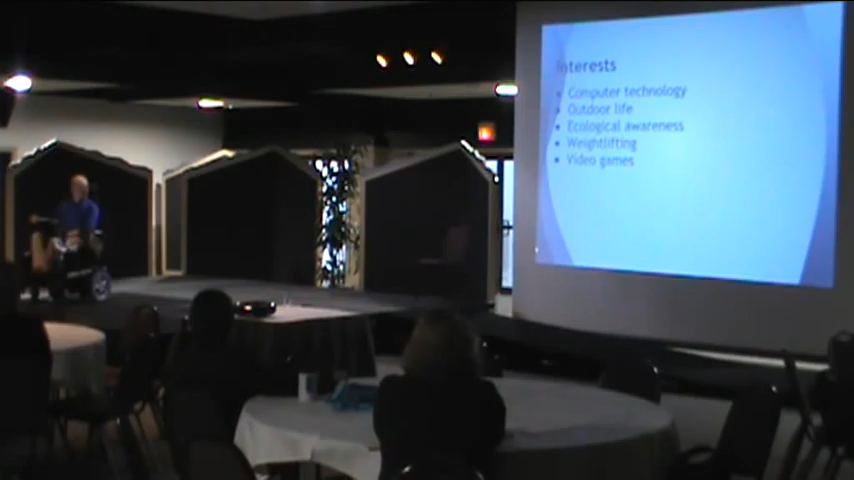 Interests
• Computer technology
• Outdoor life
• Ecological awareness
• Weightlifting
• Video games